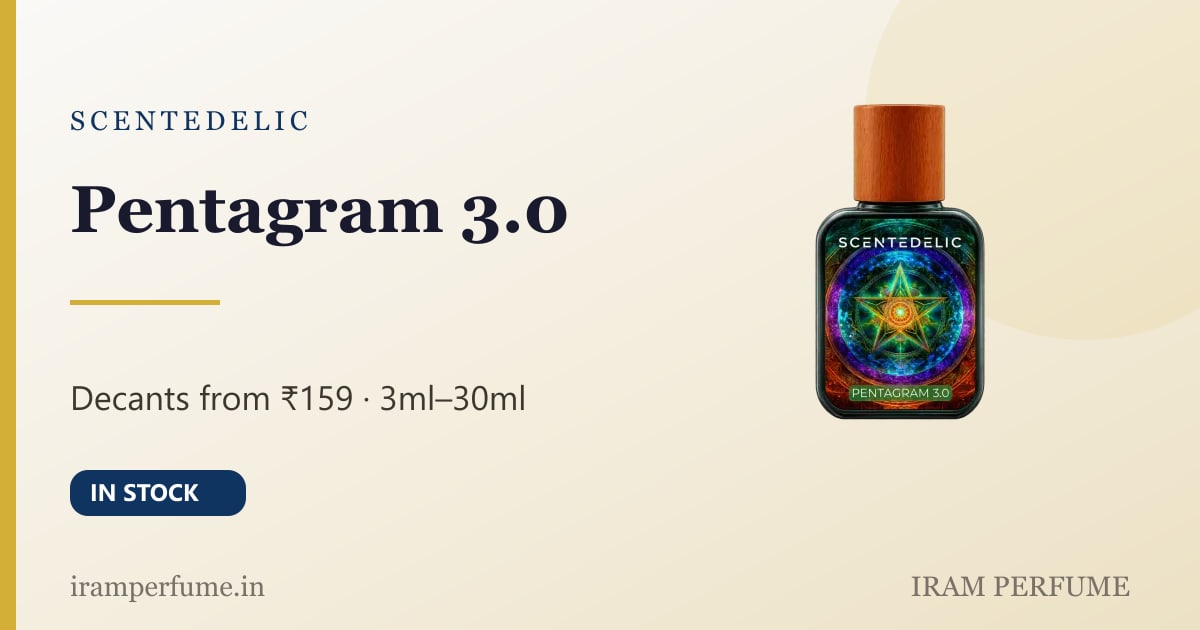 SCENTEDELIC
Pentagram 3.0
Decants from ₹159 · 3ml–30ml
IN STOCK
iramperfume.in
SCENTEDELIC
PENTAGRAM 3.0
IRAM PERFUME